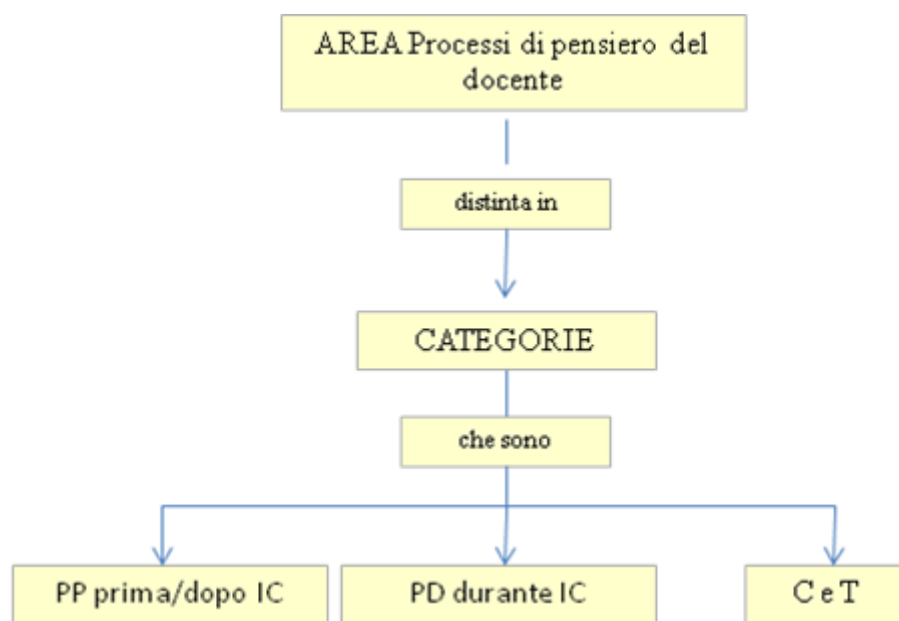 AREA Processi di pensiero del
docente
distinta in
CATEGORIE
che sono
PP prima/dopo IC
PD durante IC
C e T